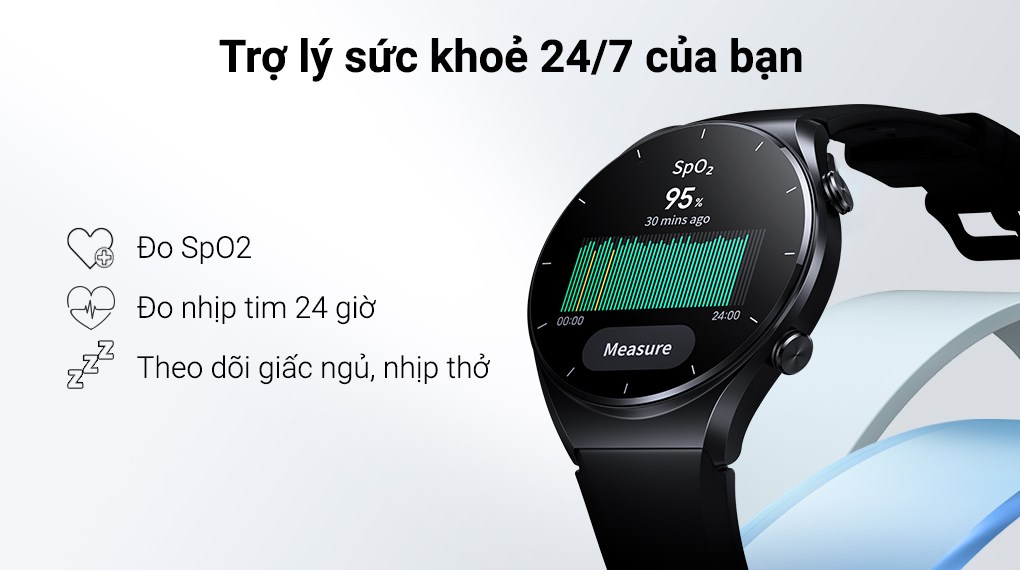 Trợ lý sức khoẻ 24/7 của bạn
SpO₂
95%
30 mins ago
00:00
24:00
Measure
Đo SpO2
Đo nhịp tim 24 giờ
Theo dõi giấc ngủ, nhịp thở